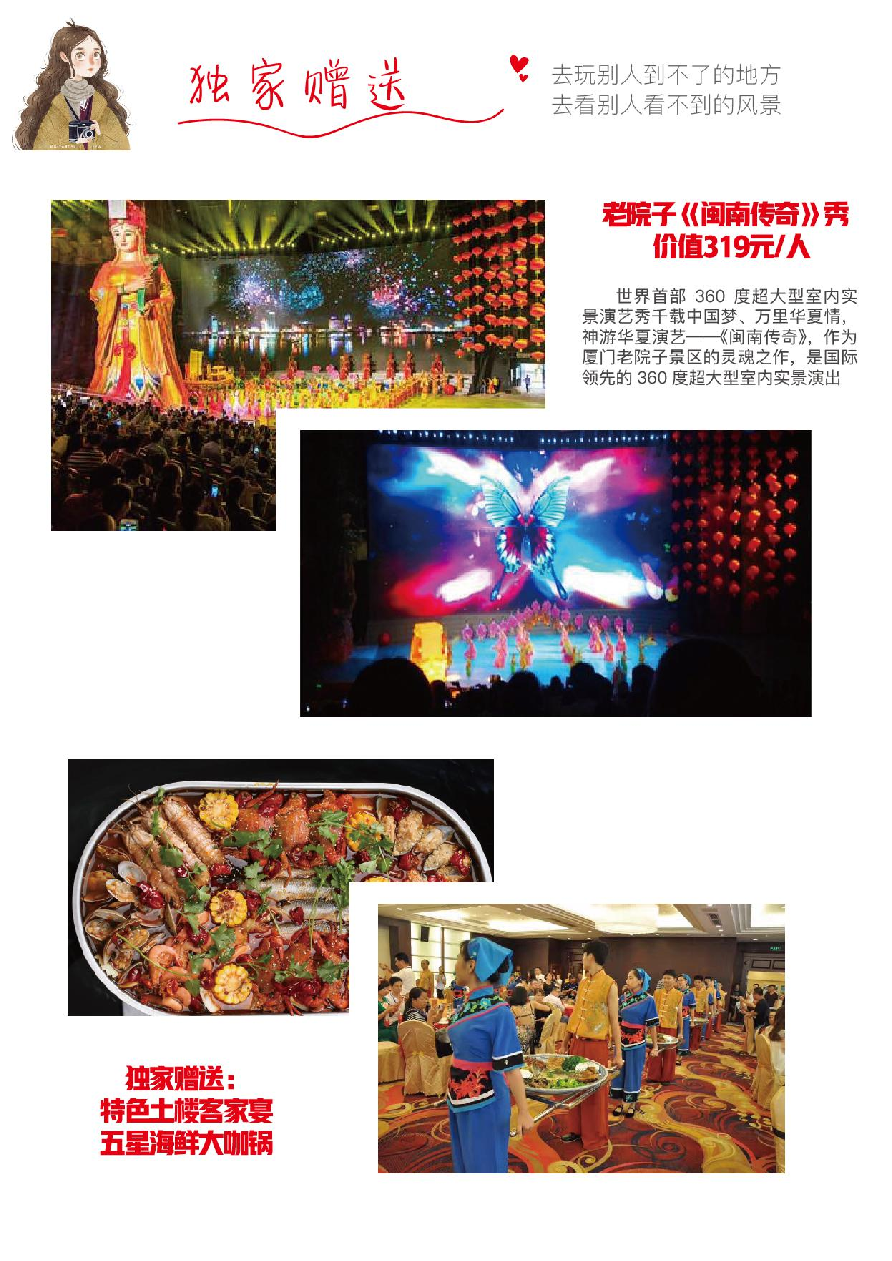 独家赠送
去玩别人到不了的地方
去看别人看不到的风景
老院子《闽南传奇》秀
价值319元/人
世界首部 360 度超大型室内实
景演艺秀千载中国梦、万里华夏情，
神游华夏演艺——《闽南传奇》，作为
厦门老院子景区的灵魂之作，是国际
领先的 360 度超大型室内实景演出
独家赠送：
特色土楼客家宴
五星海鲜大咖锅